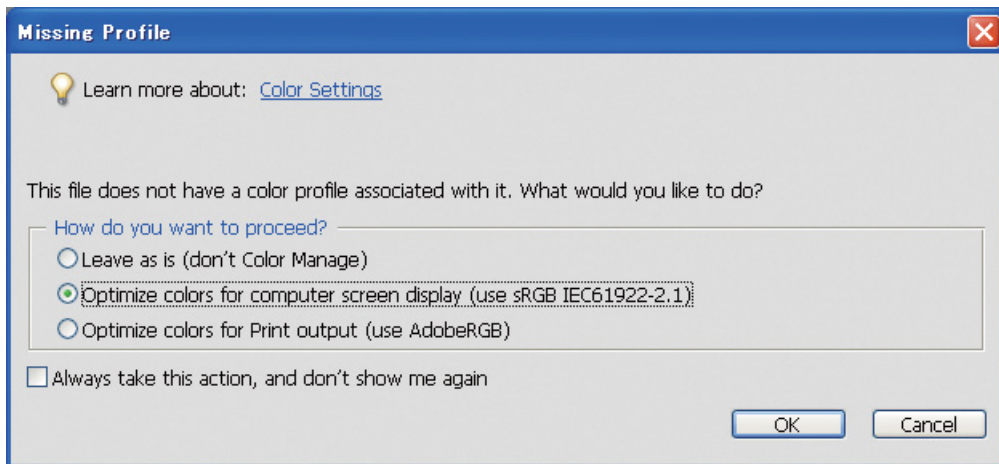 Missing Profile
Learn more about: Color Settings
This file does not have a color profile associated with it. What would you like to do?
How do you want to proceed?
Leave as is (don't Color Manage)
Optimize colors for computer screen display (use sRGB IEC61922-2.1)
Optimize colors for Print output (use AdobeRGB)
Always take this action, and don't show me again
OK Cancel